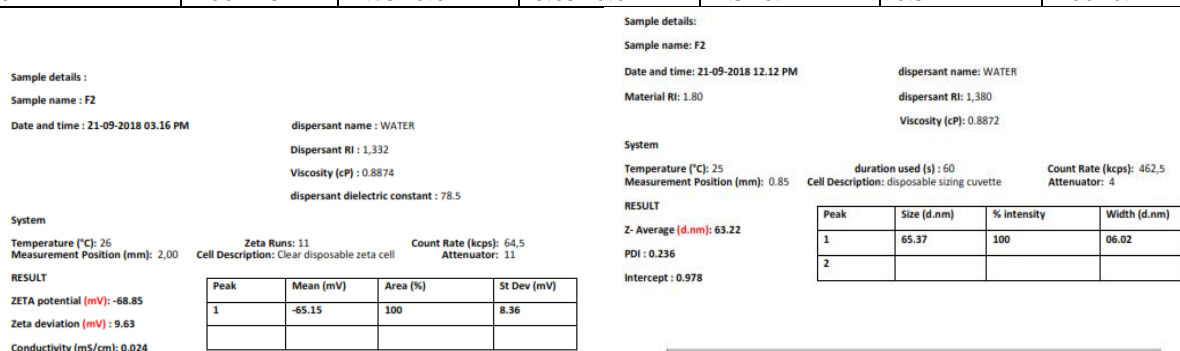 Sample details :
Sample name : F2
Date and time : 21-09-2018 03.16 PM
dispersant name : WATER
Dispersant RI : 1,332
Viscosity (cP) : 0.8874
dispersant dielectric constant : 78.5
System
Temperature (°C): 26 Zeta Runs: 11 Count Rate (kcps): 64,5
Measurement Position (mm): 2,00 Cell Description: Clear disposable zeta cell Attenuator: 11
RESULT
ZETA potential (mV): -68.85
Zeta deviation (mV) : 9.63
Conductivity (mS/cm): 0.024
Peak Mean (mV) Area (%) St Dev (mV)
1 -65.15 100 8.36
Sample details:
Sample name: F2
Date and time: 21-09-2018 12.12 PM dispersant name: WATER
Material RI: 1.80 dispersant RI: 1,380
Viscosity (cP): 0.8872
System
Temperature (°C): 25 duration used (s) : 60 Count Rate (kcps): 462,5
Measurement Position (mm): 0.85 Cell Description: disposable sizing cuvette Attenuator: 4
RESULT
Z- Average (d.nm): 63.22
PDI : 0.236
Intercept : 0.978
Peak Size (d.nm) % intensity Width (d.nm)
1 65.37 100 06.02
2